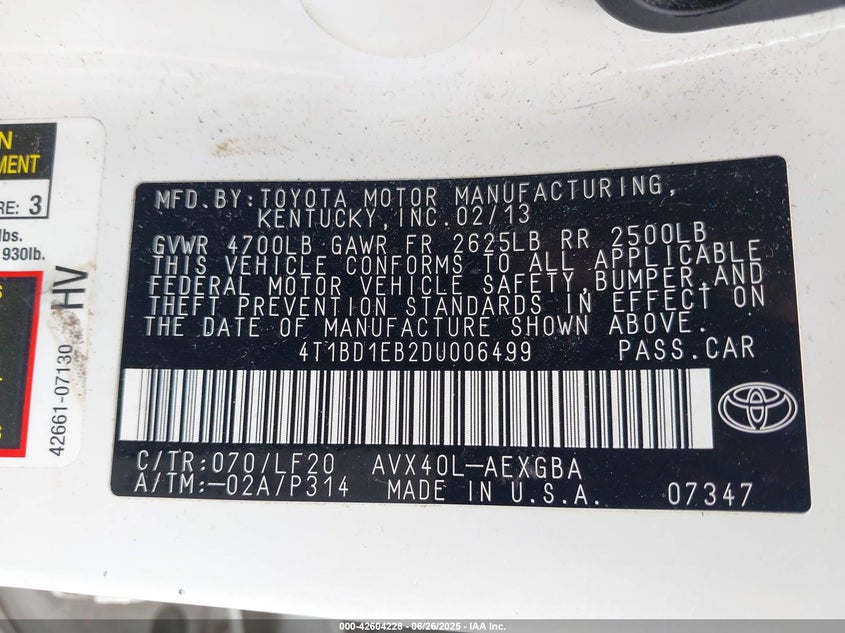 N
MENT
RE: 3
lbs.
930lb.
S
S
42661-07130
HV
MFD.BY:TOYOTA MOTOR MANUFACTURING,
KENTUCKY,INC.02/13
GVWR 4700LB GAWR FR 2625LB RR 2500LB
THIS VEHICLE CONFORMS TO ALL APPLICABLE
FEDERAL MOTOR VEHICLE SAFETY,BUMPER,AND
THEFT PREVENTION STANDARDS IN EFFECT ON
THE DATE OF MANUFACTURE SHOWN ABOVE.
4T1BD1EB2DU006499 PASS.CAR
C/TR:070/LF20 AVX40L-AEXGBA
A/TM:-02A/P314 MADE IN U.S.A. 07347
000-42604228 - 06/26/2025 - IAA Inc.